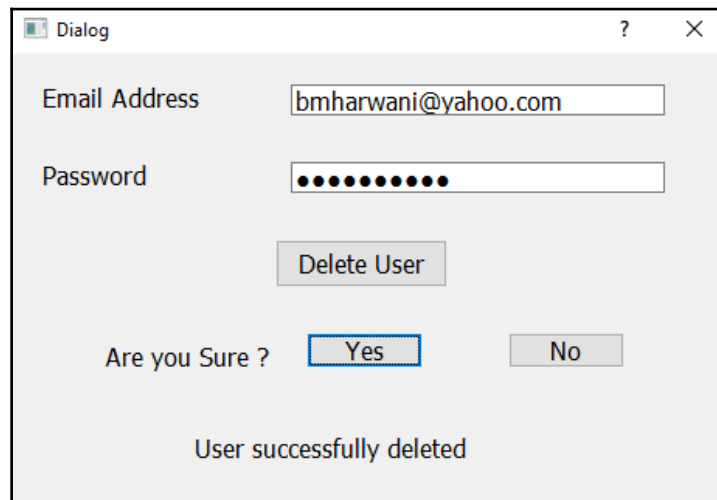 Dialog ?
Email Address bmharwani@yahoo.com
Password ●●●●●●●●●●
Delete User
Are you Sure ? Yes No
User successfully deleted